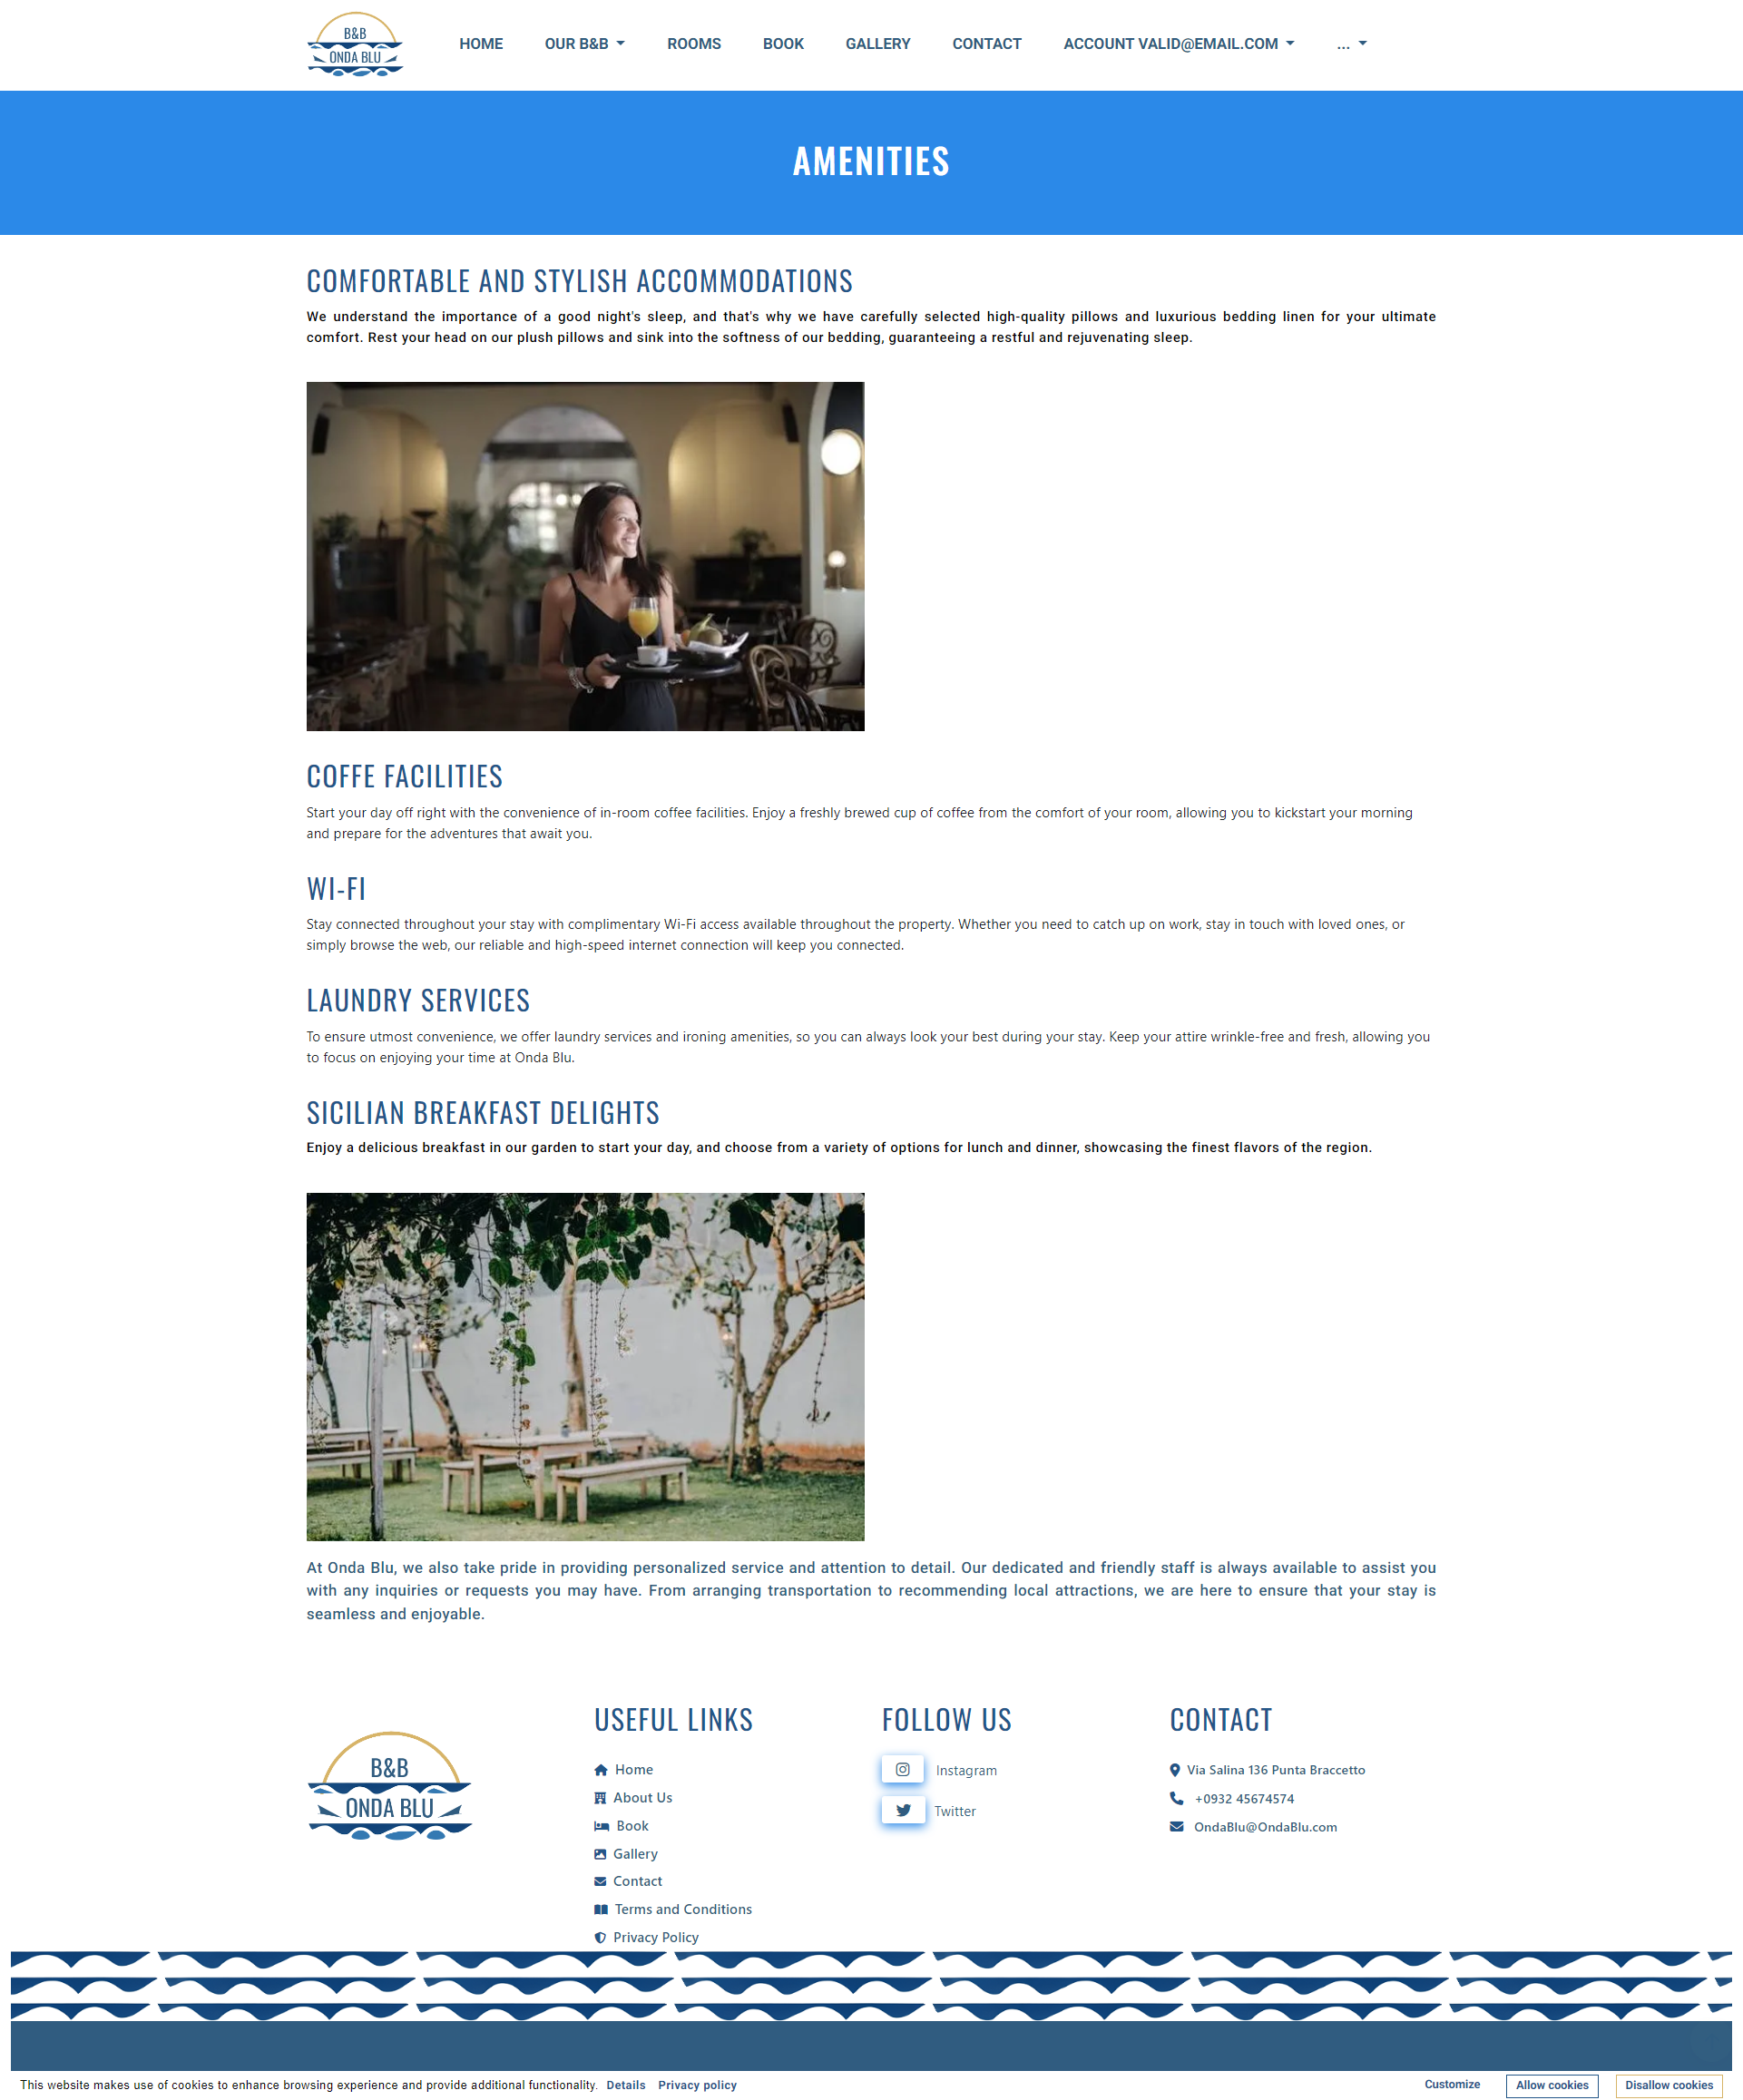 B&B
ONDA BLU
HOME OUR B&B ROOMS BOOK GALLERY CONTACT ACCOUNT VALID@EMAIL.COM ...
AMENITIES
COMFORTABLE AND STYLISH ACCOMMODATIONS
We understand the importance of a good night's sleep, and that's why we have carefully selected high-quality pillows and luxurious bedding linen for your ultimate
comfort. Rest your head on our plush pillows and sink into the softness of our bedding, guaranteeing a restful and rejuvenating sleep.
COFFE FACILITIES
Start your day off right with the convenience of in-room coffee facilities. Enjoy a freshly brewed cup of coffee from the comfort of your room, allowing you to kickstart your morning
and prepare for the adventures that await you.
WI-FI
Stay connected throughout your stay with complimentary Wi-Fi access available throughout the property. Whether you need to catch up on work, stay in touch with loved ones, or
simply browse the web, our reliable and high-speed internet connection will keep you connected.
LAUNDRY SERVICES
To ensure utmost convenience, we offer laundry services and ironing amenities, so you can always look your best during your stay. Keep your attire wrinkle-free and fresh, allowing you
to focus on enjoying your time at Onda Blu.
SICILIAN BREAKFAST DELIGHTS
Enjoy a delicious breakfast in our garden to start your day, and choose from a variety of options for lunch and dinner, showcasing the finest flavors of the region.
At Onda Blu, we also take pride in providing personalized service and attention to detail. Our dedicated and friendly staff is always available to assist you
with any inquiries or requests you may have. From arranging transportation to recommending local attractions, we are here to ensure that your stay is
seamless and enjoyable.
B&B
ONDA BLU
USEFUL LINKS
Home
About Us
Book
Gallery
Contact
Terms and Conditions
Privacy Policy
FOLLOW US
Instagram
Twitter
CONTACT
Via Salina 136 Punta Braccetto
+0932 45674574
OndaBlu@OndaBlu.com
This website makes use of cookies to enhance browsing experience and provide additional functionality. Details Privacy policy
Customize Allow cookies Disallow cookies